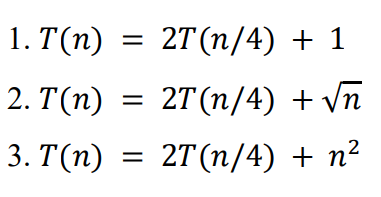 1. T(n) = 2T(n/4) + 1
2. T(n) = 2T(n/4) + √n
3. T(n) = 2T(n/4) + n²